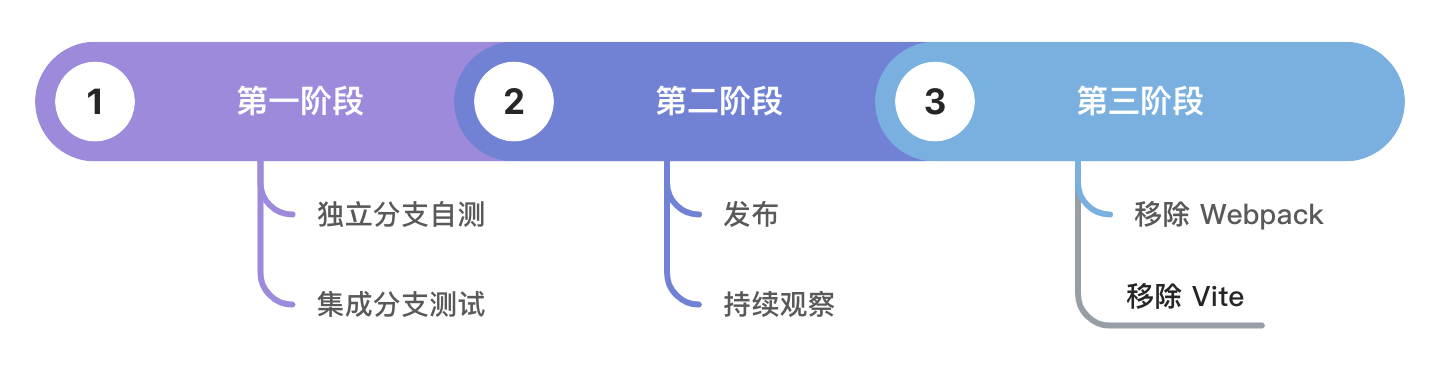 1
第一阶段
2
第二阶段
3
第三阶段
独立分支自测
集成分支测试
发布
持续观察
移除 Webpack
移除 Vite